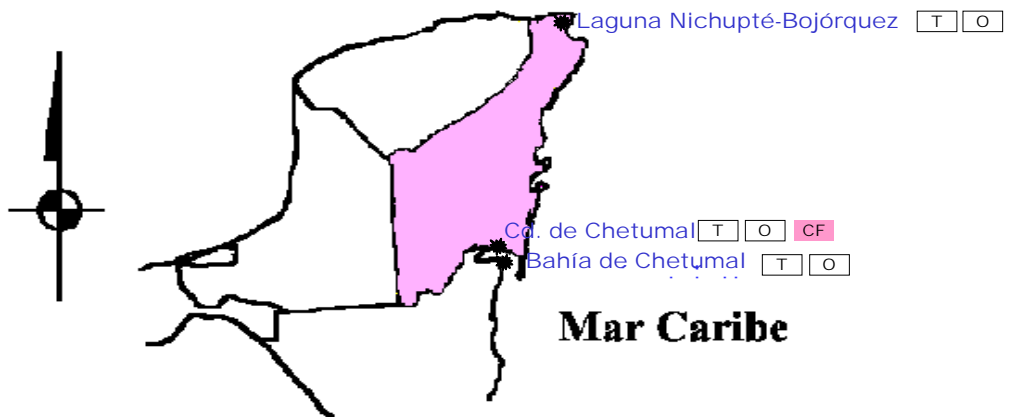 Laguna Nichupté-Bojórquez T O
Cd. de Chetumal T O CF
Bahía de Chetumal T O
Mar Caribe